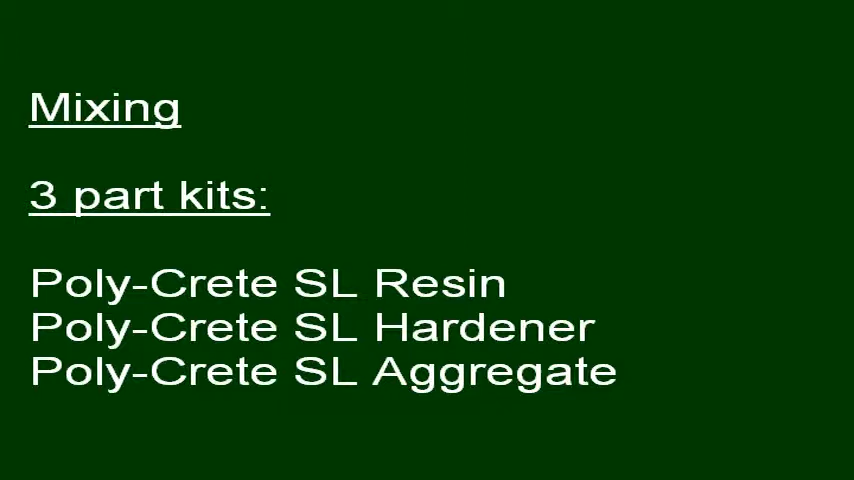 Mixing
3 part kits:
Poly-Crete SL Resin
Poly-Crete SL Hardener
Poly-Crete SL Aggregate